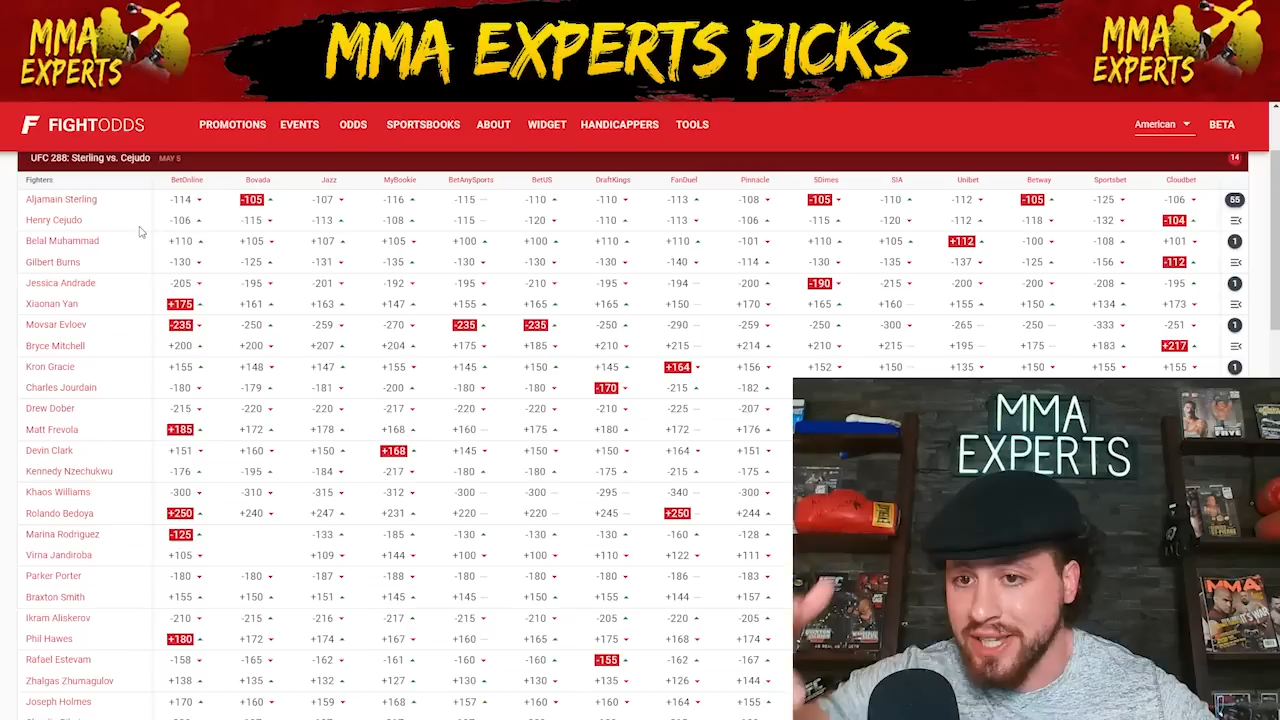 MMA EXPERTS
MMA EXPERTS PICKS
MMA EXPERTS
FIGHTODDS PROMOTIONS EVENTS ODDS SPORTSBOOKS ABOUT WIDGET HANDICAPPERS TOOLS American BETA
UFC 288: Sterling vs. Cejudo MAY 5 14
Fighters BetOnline Bovada Jazz MyBookie BetAnySports BetUS DraftKings FanDuel Pinnacle 5Dimes SIA Unibet Betway Sportsbet Cloudbet
Aljamain Sterling -114 -105 -107 -116 -115 -110 -110 -113 -108 -105 -110 -112 -105 -125 -106 55
Henry Cejudo -106 -115 -113 -108 -115 -120 -110 -113 -106 -115 -120 -112 -118 -132 -104
Belal Muhammad +110 +105 +107 +105 +100 +100 +110 +110 -101 +110 +105 +112 -100 -108 +101 1
Gilbert Burns -130 -125 -131 -135 -130 -130 -130 -140 -114 -130 -135 -137 -125 -156 -112
Jessica Andrade -205 -195 -201 -192 -195 -210 -195 -194 -200 -190 -215 -200 -200 -208 -195 1
Xiaonan Yan +175 +161 +163 +147 +155 +165 +165 +150 +170 +165 +160 +155 +150 +134 +173
Movsar Evloev -235 -250 -259 -270 -235 -235 -250 -290 -259 -250 -300 -265 -250 -333 -251 1
Bryce Mitchell +200 +200 +207 +204 +175 +185 +210 +215 +214 +210 +215 +195 +175 +183 +217
Kron Gracie +155 +148 +147 +155 +145 +150 +145 +164 +156 +152 +150 +135 +150 +155 +155 1
Charles Jourdain -180 -179 -181 -200 -180 -180 -170 -215 -182
Drew Dober -215 -220 -220 -217 -220 -220 -210 -225 -207
Matt Frevola +185 +172 +178 +168 +160 +175 +180 +172 +176
Devin Clark +151 +160 +150 +168 +145 +150 +150 +164 +151
Kennedy Nzechukwu -176 -195 -184 -217 -180 -180 -175 -215 -175
Khaos Williams -300 -310 -315 -312 -300 -300 -295 -340 -300
Rolando Bedoya +250 +240 +247 +231 +220 +220 +245 +250 +244
Marina Rodriguez -125 -133 -185 -130 -130 -130 -160 -128
Virna Jandiroba +105 +109 +144 +100 +100 +110 +122 +111
Parker Porter -180 -180 -187 -188 -180 -180 -180 -186 -183
Braxton Smith +155 +150 +151 +145 +145 +150 +155 +144 +157
Ikram Aliskerov -210 -215 -216 -217 -215 -210 -205 -220 -205
Phil Hawes +180 +172 +174 +167 +160 +165 +175 +168 +174
Rafael Estevam -158 -165 -162 -161 -160 -160 -155 -162 -167
Zhalgas Zhumagulov +138 +135 +132 +127 +130 +130 +135 +126 +144
Joseph Holmes +170 +160 +159 +168 +157 +160 +160 +164 +155
MMA
EXPERTS
FRYE
MMA